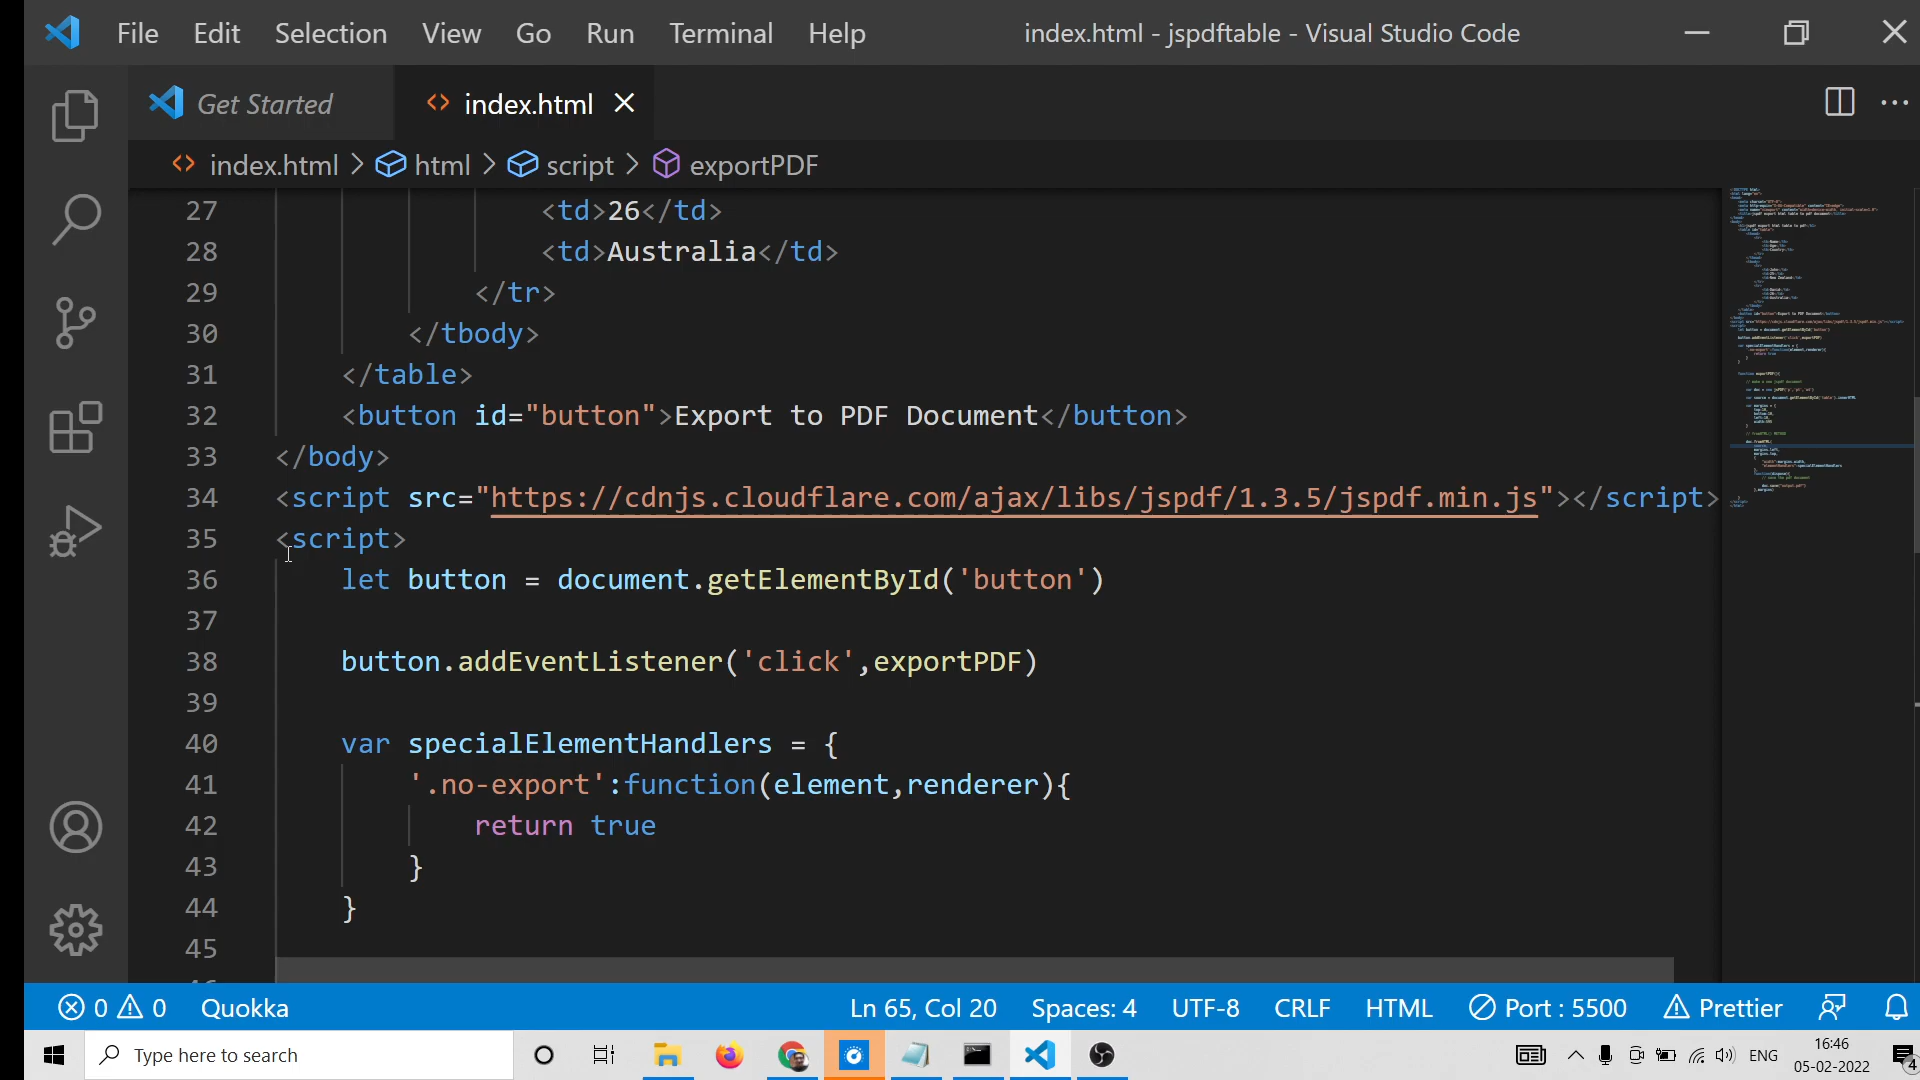 File Edit Selection View Go Run Terminal Help index.html - jspdftable - Visual Studio Code
Get Started index.html
index.html > html > script > exportPDF
27 <td>26</td>
28 <td>Australia</td>
29 </tr>
30 </tbody>
31 </table>
32 <button id="button">Export to PDF Document</button>
33 </body>
34 <script src="https://cdnjs.cloudflare.com/ajax/libs/jspdf/1.3.5/jspdf.min.js"></script>
35 <script>
36 let button = document.getElementById('button')
37
38 button.addEventListener('click',exportPDF)
39
40 var specialElementHandlers = {
41 '.no-export':function(element,renderer){
42 return true
43 }
44 }
45
0 0 Quokka Ln 65, Col 20 Spaces: 4 UTF-8 CRLF HTML Port : 5500 Prettier
Type here to search ENG 16:46
05-02-2022 4